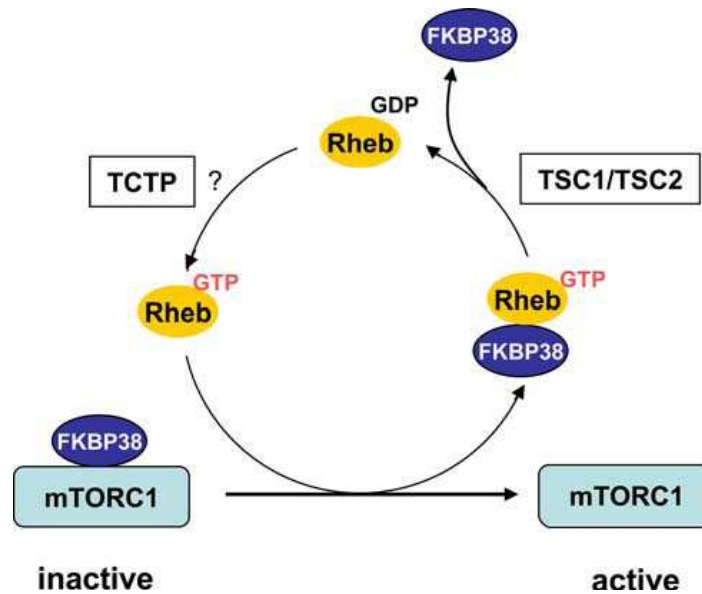 FKBP38
GDP
Rheb
TCTP
?
TSC1/TSC2
GTP
Rheb
GTP
Rheb
FKBP38
FKBP38
mTORC1
mTORC1
inactive
active